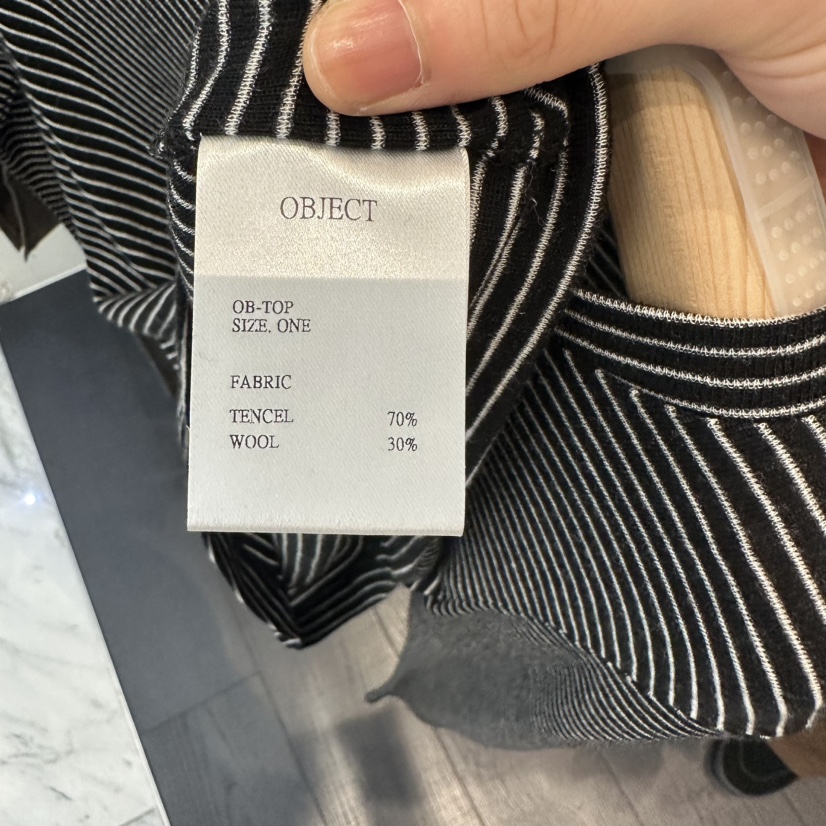 OBJECT
OB-TOP
SIZE. ONE
FABRIC
TENCEL 70%
WOOL 30%